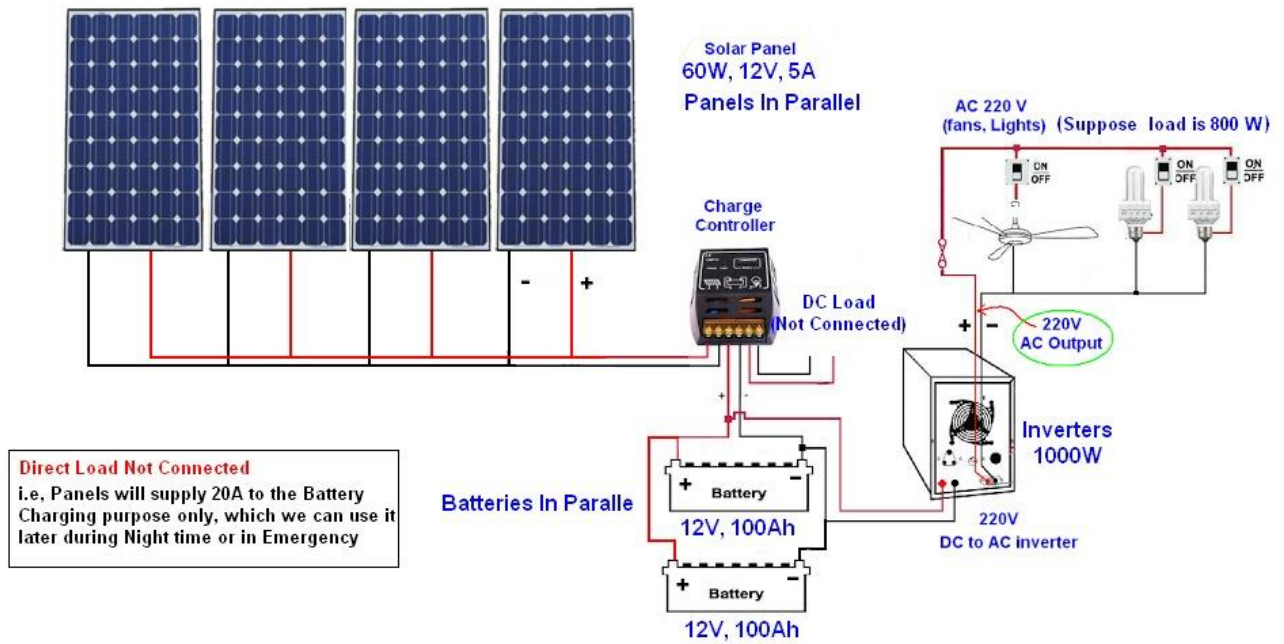 Solar Panel
60W, 12V, 5A
Panels In Parallel
AC 220 V
(fans, Lights) (Suppose load is 800 W)
ON
OFF
ON
OFF
ON
OFF
Charge
Controller
- +
DC Load
(Not Connected)
+ -
220V
AC Output
+ -
Inverters
1000W
Direct Load Not Connected
i.e, Panels will supply 20A to the Battery
Charging purpose only, which we can use it
later during Night time or in Emergency
Batteries In Paralle
+ Battery -
12V, 100Ah
220V
DC to AC inverter
+ Battery -
12V, 100Ah